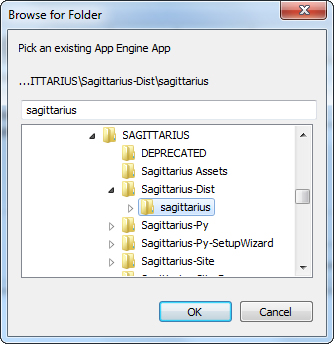 Browse for Folder
Pick an existing App Engine App
...ITTARIUS\Sagittarius-Dist\sagittarius
sagittarius
SAGITTARIUS
DEPRECATED
Sagittarius Assets
Sagittarius-Dist
sagittarius
Sagittarius-Py
Sagittarius-Py-SetupWizard
Sagittarius-Site
OK Cancel